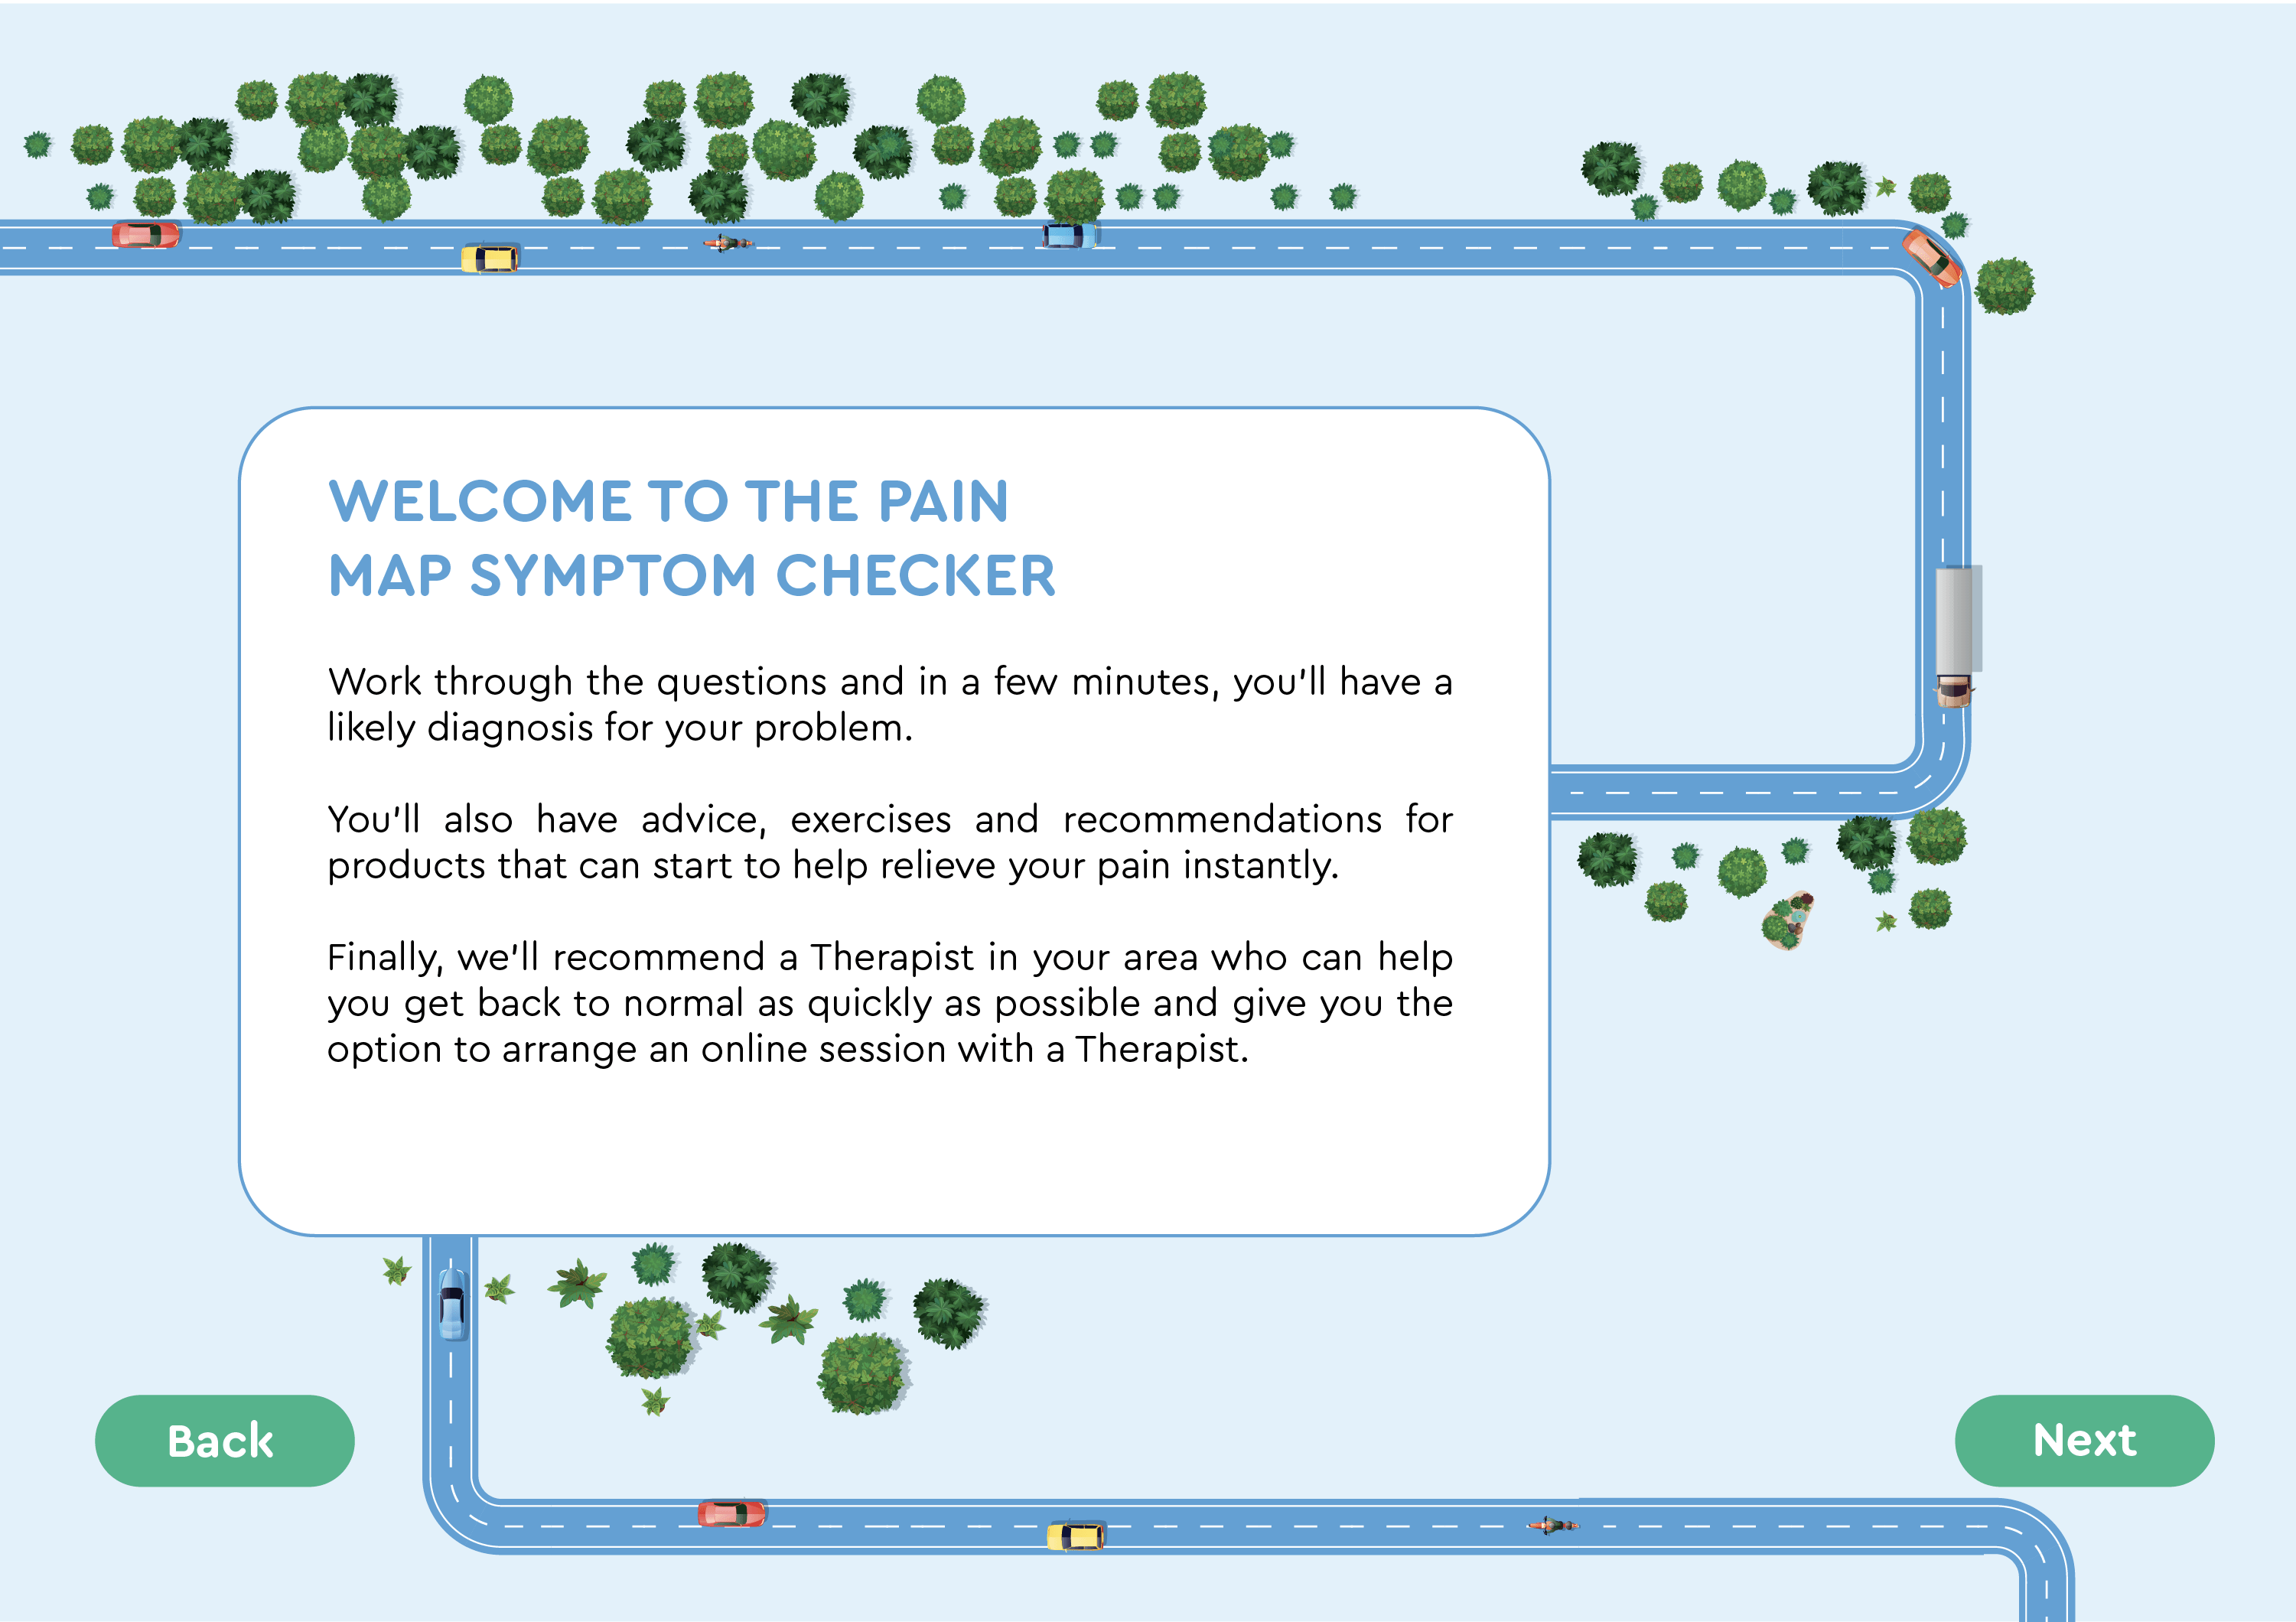 WELCOME TO THE PAIN
MAP SYMPTOM CHECKER
Work through the questions and in a few minutes, you'll have a
likely diagnosis for your problem.
You'll also have advice, exercises and recommendations for
products that can start to help relieve your pain instantly.
Finally, we'll recommend a Therapist in your area who can help
you get back to normal as quickly as possible and give you the
option to arrange an online session with a Therapist.
Back
Next